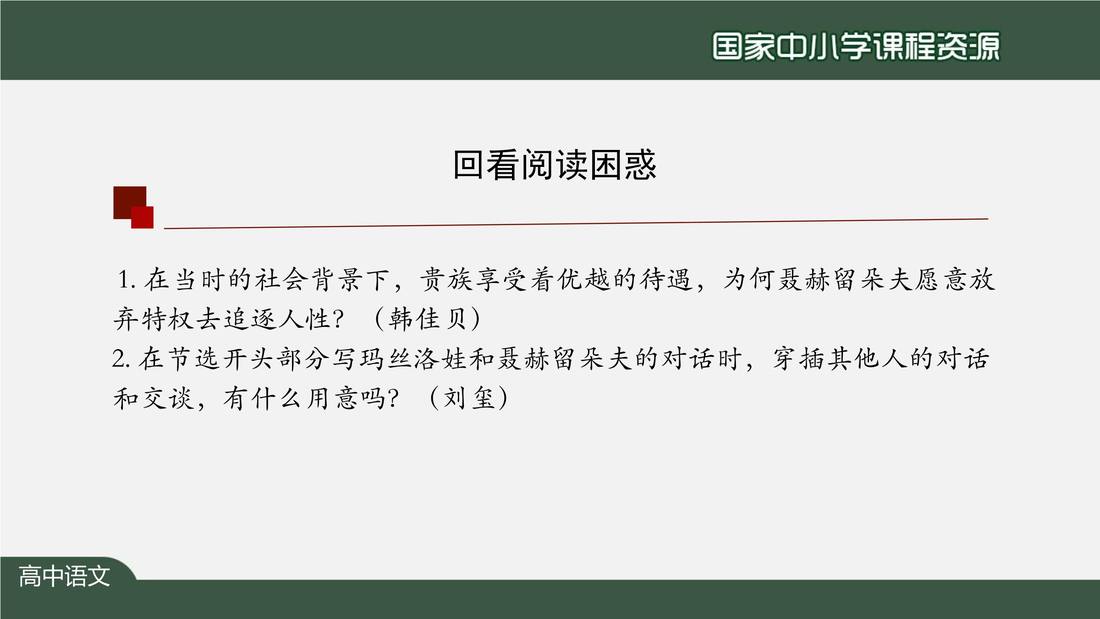 国家中小学课程资源
回看阅读困惑
1. 在当时的社会背景下，贵族享受着优越的待遇，为何聂赫留朵夫愿意放
弃特权去追逐人性？（韩佳贝）
2. 在节选开头部分写玛丝洛娃和聂赫留朵夫的对话时，穿插其他人的对话
和交谈，有什么用意吗？（刘玺）
高中语文